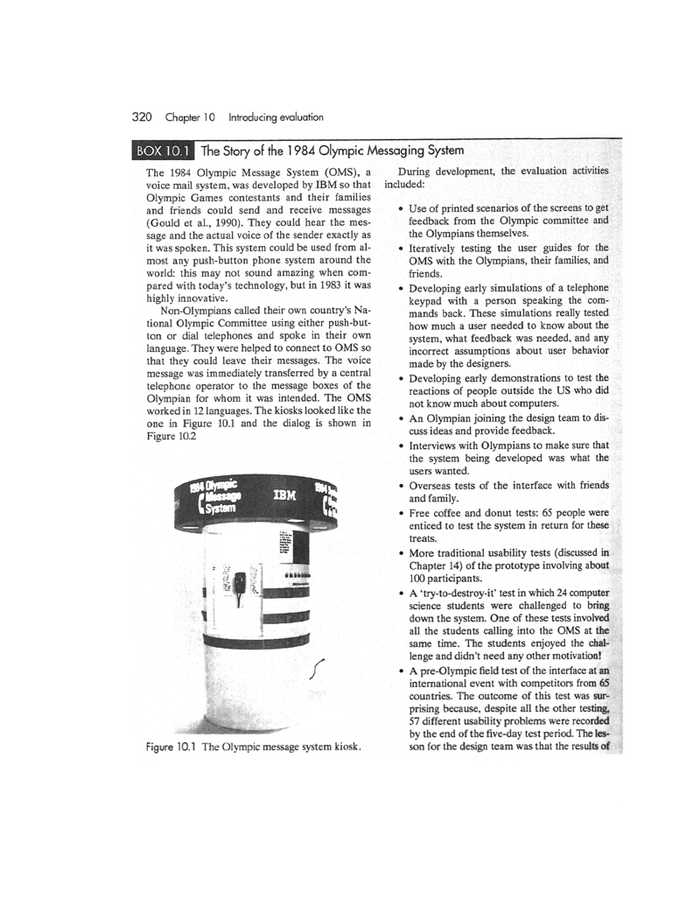 320 Chapter 10 Introducing evaluation
BOX 10.1 The Story of the 1984 Olympic Messaging System
The 1984 Olympic Message System (OMS), a
voice mail system, was developed by IBM so that
Olympic Games contestants and their families
and friends could send and receive messages
(Gould et al., 1990). They could hear the mes-
sage and the actual voice of the sender exactly as
it was spoken. This system could be used from al-
most any push-button phone system around the
world: this may not sound amazing when com-
pared with today's technology, but in 1983 it was
highly innovative.
Non-Olympians called their own country's Na-
tional Olympic Committee using either push-but-
ton or dial telephones and spoke in their own
language. They were helped to connect to OMS so
that they could leave their messages. The voice
message was immediately transferred by a central
telephone operator to the message boxes of the
Olympian for whom it was intended. The OMS
worked in 12 languages. The kiosks looked like the
one in Figure 10.1 and the dialog is shown in
Figure 10.2
1984 Olympic
Message
System
IBM
1984
Figure 10.1 The Olympic message system kiosk.
During development, the evaluation activities
included:
• Use of printed scenarios of the screens to get
feedback from the Olympic committee and
the Olympians themselves.
• Iteratively testing the user guides for the
OMS with the Olympians, their families, and
friends.
• Developing early simulations of a telephone
keypad with a person speaking the com-
mands back. These simulations really tested
how much a user needed to know about the
system, what feedback was needed, and any
incorrect assumptions about user behavior
made by the designers.
• Developing early demonstrations to test the
reactions of people outside the US who did
not know much about computers.
• An Olympian joining the design team to dis-
cuss ideas and provide feedback.
• Interviews with Olympians to make sure that
the system being developed was what the
users wanted.
• Overseas tests of the interface with friends
and family.
• Free coffee and donut tests: 65 people were
enticed to test the system in return for these
treats.
• More traditional usability tests (discussed in
Chapter 14) of the prototype involving about
100 participants.
• A 'try-to-destroy-it' test in which 24 computer
science students were challenged to bring
down the system. One of these tests involved
all the students calling into the OMS at the
same time. The students enjoyed the chal-
lenge and didn't need any other motivation!
• A pre-Olympic field test of the interface at an
international event with competitors from 65
countries. The outcome of this test was sur-
prising because, despite all the other testing,
57 different usability problems were recorded
by the end of the five-day test period. The les-
son for the design team was that the results of